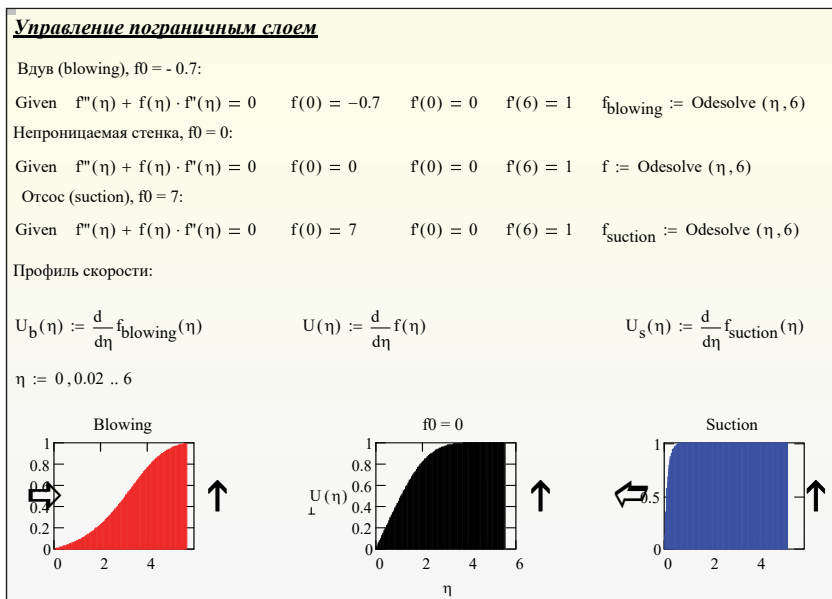 Управление пограничным слоем
Вдув (blowing), f0 = - 0.7:
Given f'''(η) + f(η) · f''(η) = 0 f(0) = −0.7 f'(0) = 0 f'(6) = 1 f_blowing := Odesolve (η , 6)
Непроницаемая стенка, f0 = 0:
Given f'''(η) + f(η) · f''(η) = 0 f(0) = 0 f'(0) = 0 f'(6) = 1 f := Odesolve (η , 6)
Отсос (suction), f0 = 7:
Given f'''(η) + f(η) · f''(η) = 0 f(0) = 7 f'(0) = 0 f'(6) = 1 f_suction := Odesolve (η , 6)
Профиль скорости:
U_b(η) := d/dη f_blowing(η) U(η) := d/dη f(η) U_s(η) := d/dη f_suction(η)
η := 0 , 0.02 .. 6
Blowing
1
0.8
0.6
0.4
0.2
0
0 2 4
f0 = 0
1
0.8
0.6
U(η)
0.4
0.2
0
0 2 4 6
η
Suction
1
0.5
0
0 2 4